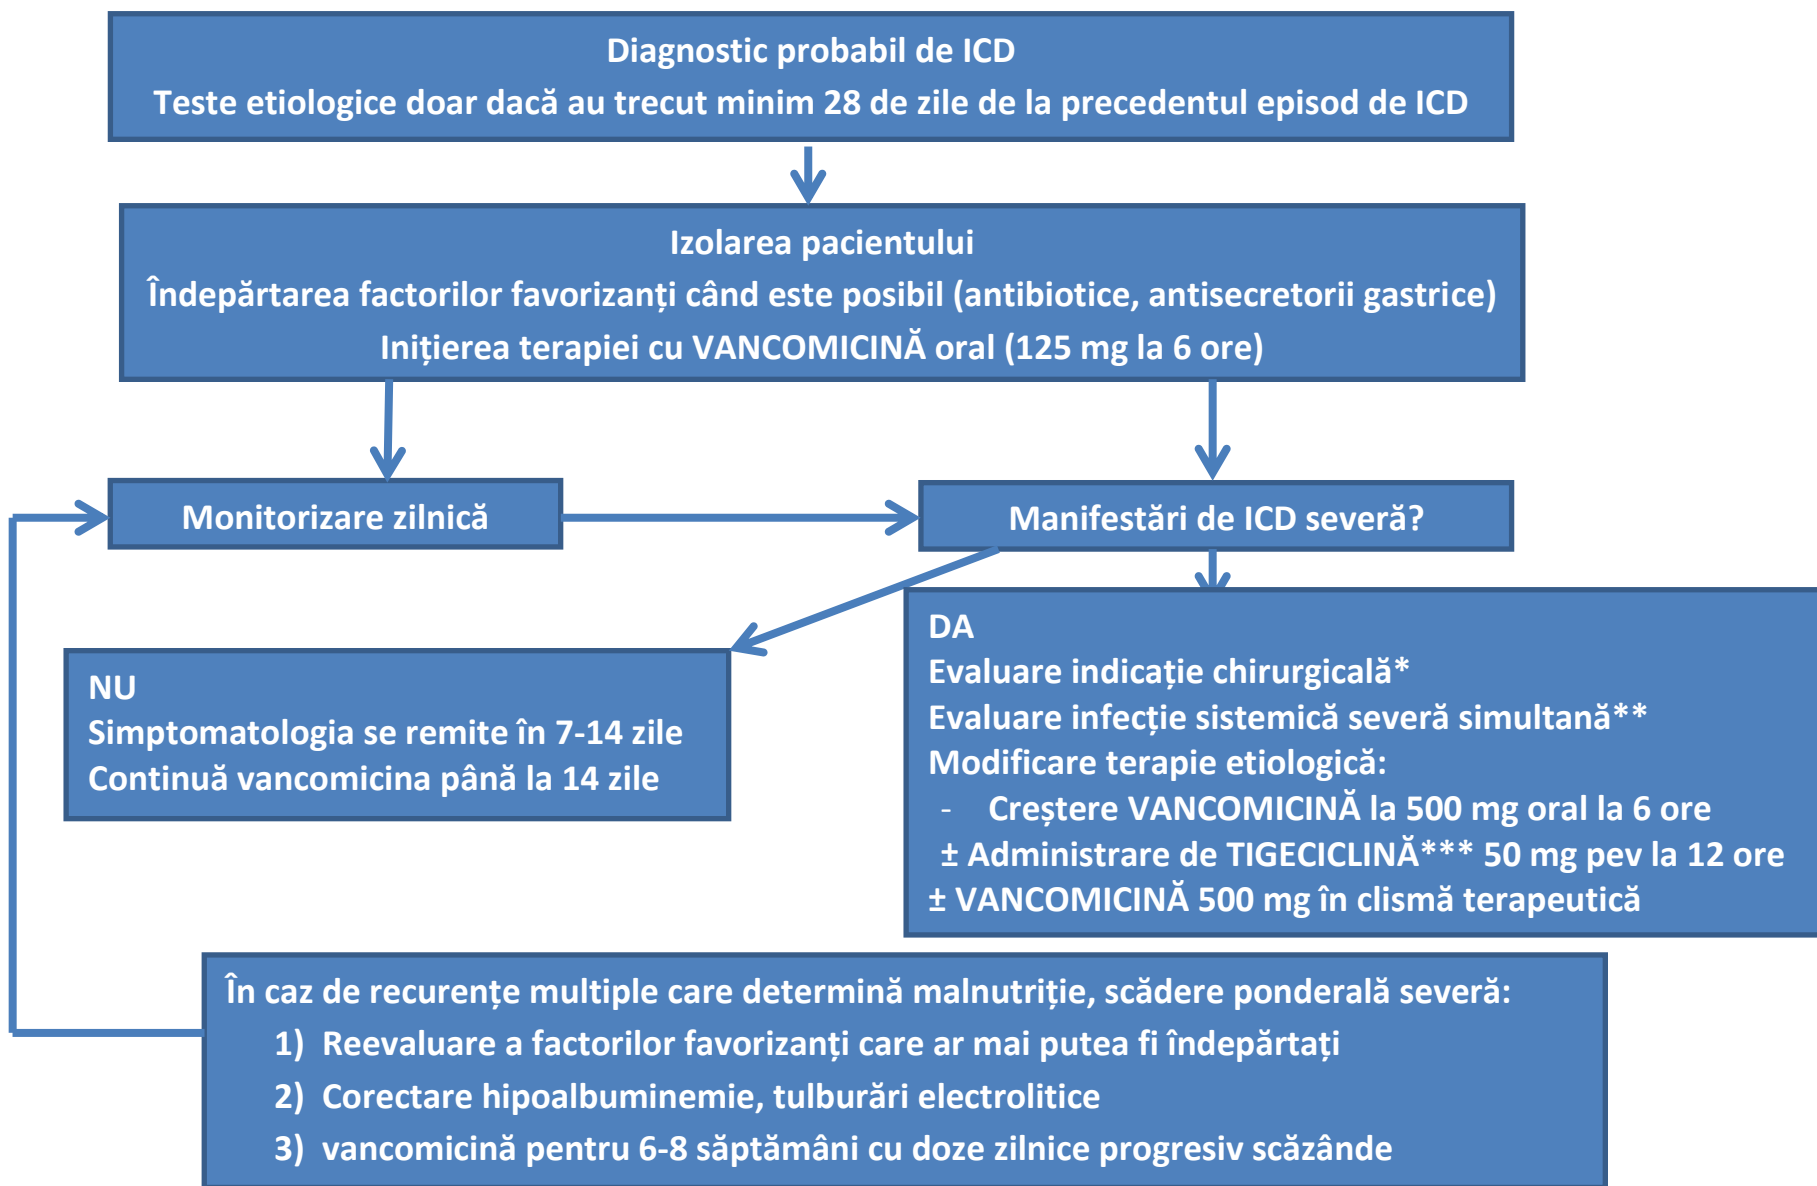 Diagnostic probabil de ICD
Teste etiologice doar dacă au trecut minim 28 de zile de la precedentul episod de ICD
Izolarea pacientului
Îndepărtarea factorilor favorizanți când este posibil (antibiotice, antisecretorii gastrice)
Inițierea terapiei cu VANCOMICINĂ oral (125 mg la 6 ore)
Monitorizare zilnică
Manifestări de ICD severă?
NU
Simptomatologia se remite în 7-14 zile
Continuă vancomicina până la 14 zile
DA
Evaluare indicație chirurgicală*
Evaluare infecție sistemică severă simultană**
Modificare terapie etiologică:
- Creștere VANCOMICINĂ la 500 mg oral la 6 ore
± Administrare de TIGECICLINĂ*** 50 mg pev la 12 ore
± VANCOMICINĂ 500 mg în clismă terapeutică
În caz de recurențe multiple care determină malnutriție, scădere ponderală severă:
1) Reevaluare a factorilor favorizanți care ar mai putea fi îndepărtați
2) Corectare hipoalbuminemie, tulburări electrolitice
3) vancomicină pentru 6-8 săptămâni cu doze zilnice progresiv scăzânde